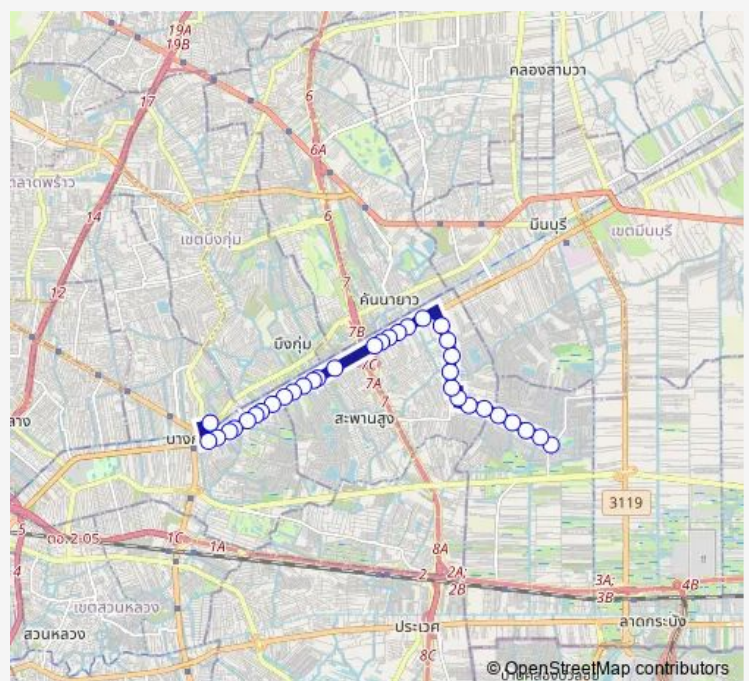 19A
19B
คลองสามวา
17
6
6A
ตลาดพร้าว
14
6
มีนบุรี
เขตมีนบุรี
เขตบึงกุ่ม
7
12
คันนายาว
7B
บึงกุ่ม
7C
7A
7
สะพานสูง
3119
5
ถอ.2 05
1C
1A
8A
4
2
2A;
2B
3A;
3B
4B
เขตสวนหลวง
สวนหลวง
ประเวศ
ลาดกระบัง
8C
© OpenStreetMap contributors